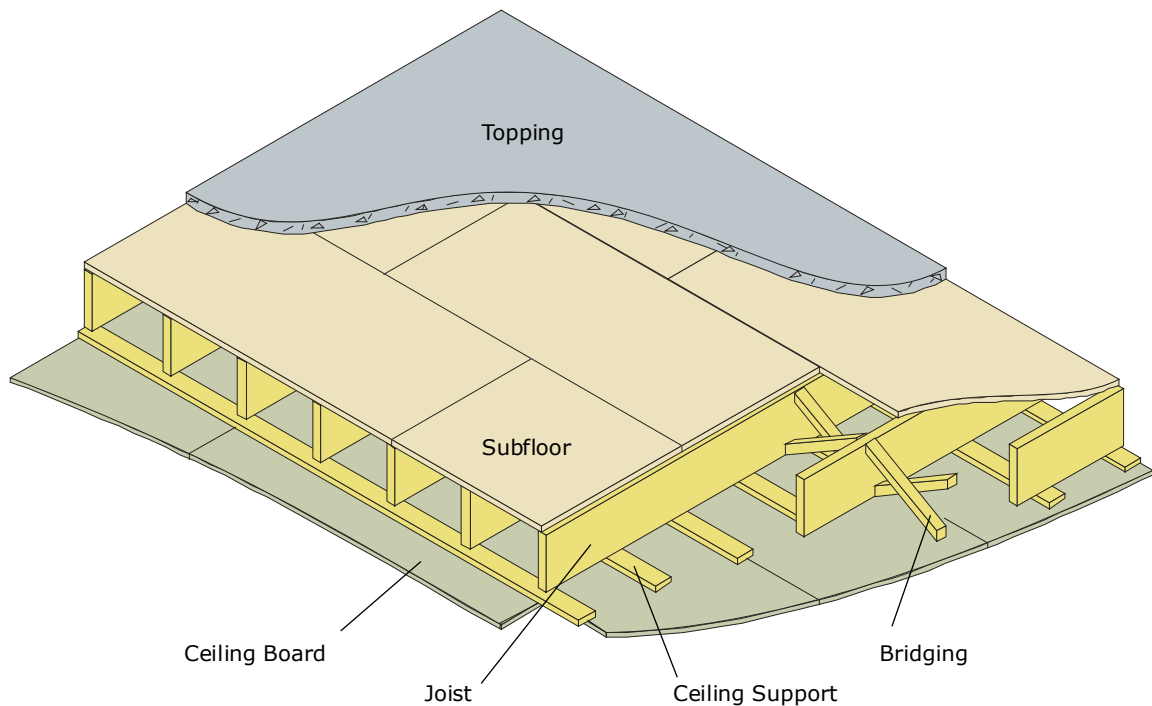 Topping
Subfloor
Ceiling Board
Bridging
Joist
Ceiling Support